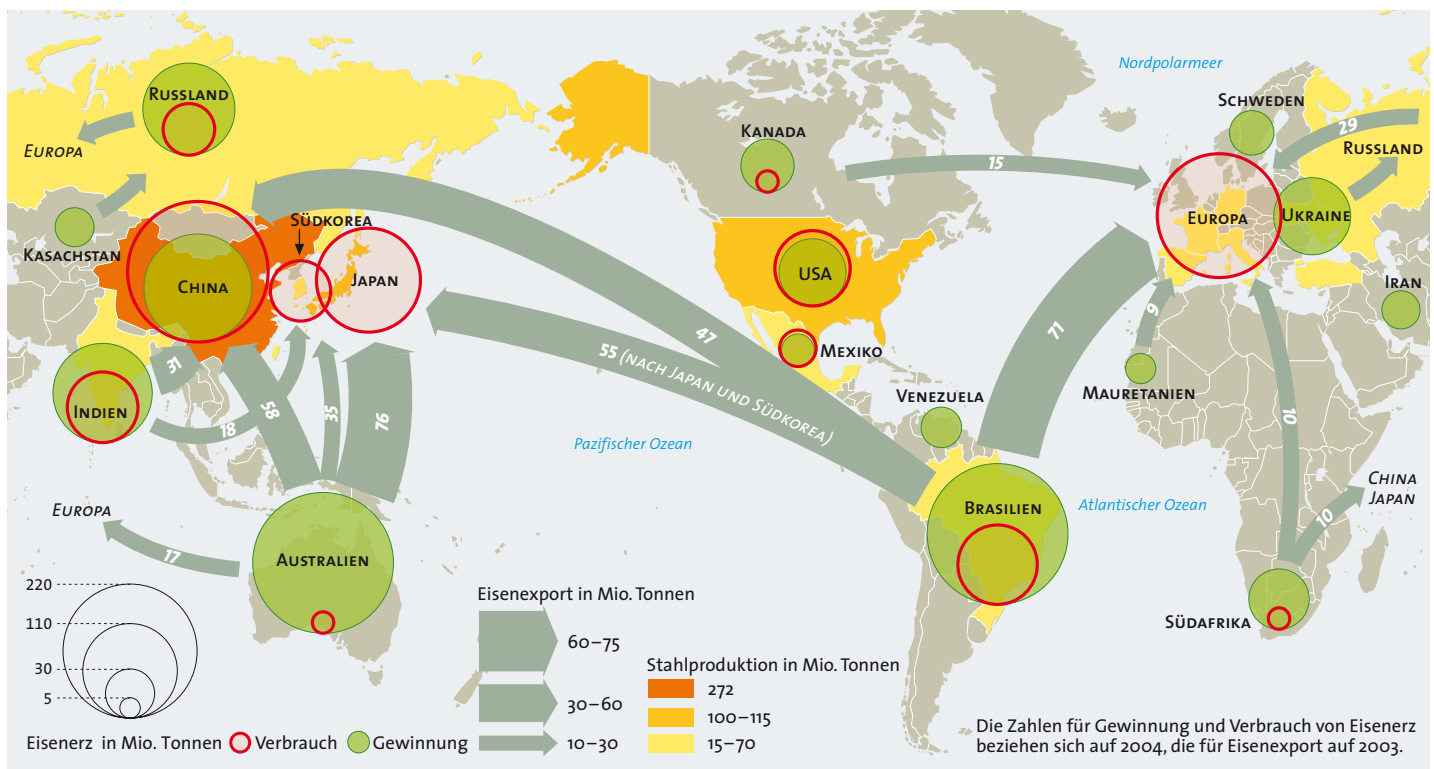 Nordpolarmeer
RUSSLAND
SCHWEDEN
KANADA
29
EUROPA
RUSSLAND
15
SÜDKOREA
EUROPA
UKRAINE
KASACHSTAN
CHINA
JAPAN
USA
IRAN
9
71
47
31
55 (NACH JAPAN UND SÜDKOREA)
MEXIKO
MAURETANIEN
VENEZUELA
INDIEN
18
58
35
76
10
Pazifischer Ozean
CHINA
JAPAN
EUROPA
BRASILIEN
Atlantischer Ozean
10
17
AUSTRALIEN
SÜDAFRIKA
220
110
30
5
Eisenerz in Mio. Tonnen Verbrauch Gewinnung
Eisenexport in Mio. Tonnen
60–75
30–60
10–30
Stahlproduktion in Mio. Tonnen
272
100–115
15–70
Die Zahlen für Gewinnung und Verbrauch von Eisenerz
beziehen sich auf 2004, die für Eisenexport auf 2003.